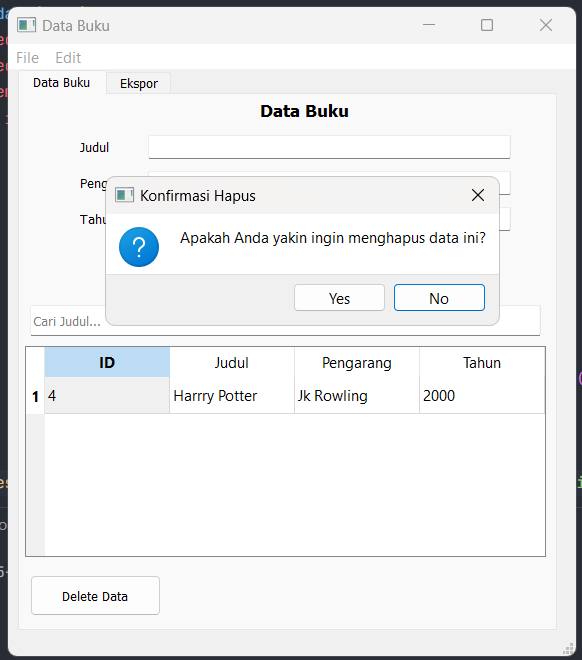 Data Buku
File Edit
Data Buku Ekspor
Data Buku
Judul
Peng
Tahu
Konfirmasi Hapus
Apakah Anda yakin ingin menghapus data ini?
Yes No
Cari Judul...
ID Judul Pengarang Tahun
1 4 Harrry Potter Jk Rowling 2000
Delete Data